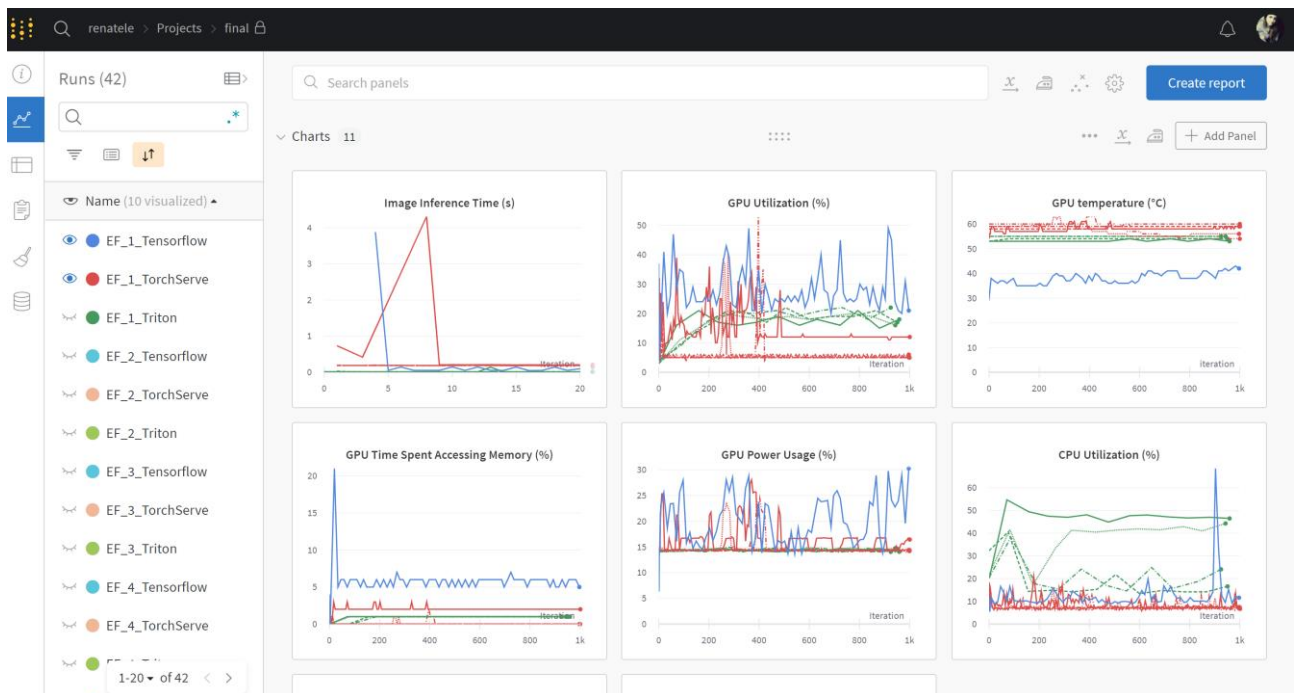 renatele > Projects > final
Runs (42)
Search panels
Create report
.*
Charts 11
+ Add Panel
Name (10 visualized)
EF_1_Tensorflow
EF_1_TorchServe
EF_1_Triton
EF_2_Tensorflow
EF_2_TorchServe
EF_2_Triton
EF_3_Tensorflow
EF_3_TorchServe
EF_3_Triton
EF_4_Tensorflow
EF_4_TorchServe
1-20 of 42
Image Inference Time (s)
4
3
2
1
0
Iteration
5 10 15 20
GPU Utilization (%)
50
40
30
20
10
0
Iteration
0 200 400 600 800 1k
GPU temperature (°C)
60
50
40
30
20
10
0
Iteration
0 200 400 600 800 1k
GPU Time Spent Accessing Memory (%)
20
15
10
5
0
Iteration
0 200 400 600 800 1k
GPU Power Usage (%)
30
25
20
15
10
5
0
Iteration
0 200 400 600 800 1k
CPU Utilization (%)
60
50
40
30
20
10
0
Iteration
0 200 400 600 800 1k